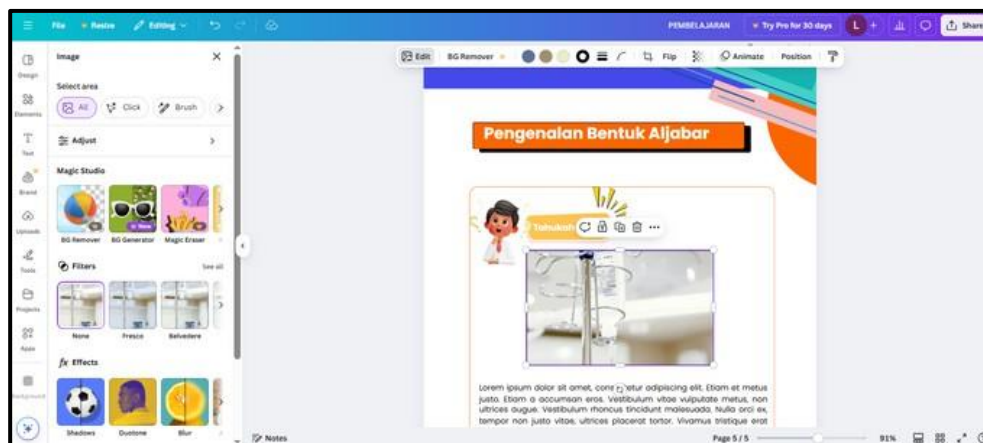 File Resize Editing PEMBELAJARAN Try Pro for 30 days L + Share
Design
Elements
Text
Brand
Uploads
Tools
Projects
Apps
Background
Image
Select area
All Click Brush
Adjust
Magic Studio
New
BG Remover BG Generator Magic Eraser
Filters See all
None Fresco Belvedere
fx Effects
Shadows Duotone Blur
Edit BG Remover Flip Animate Position
Pengenalan Bentuk Aljabar
Tahukah
Lorem ipsum dolor sit amet, consectetur adipiscing elit. Etiam et metus
justo. Etiam a accumsan eros. Vestibulum vitae vulputate metus, non
ultrices augue. Vestibulum rhoncus tincidunt malesuada. Nulla orci ex,
tempor non justo vitae, ultrices placerat tortor. Vivamus tristique erat
Notes Page 5 / 5 91%